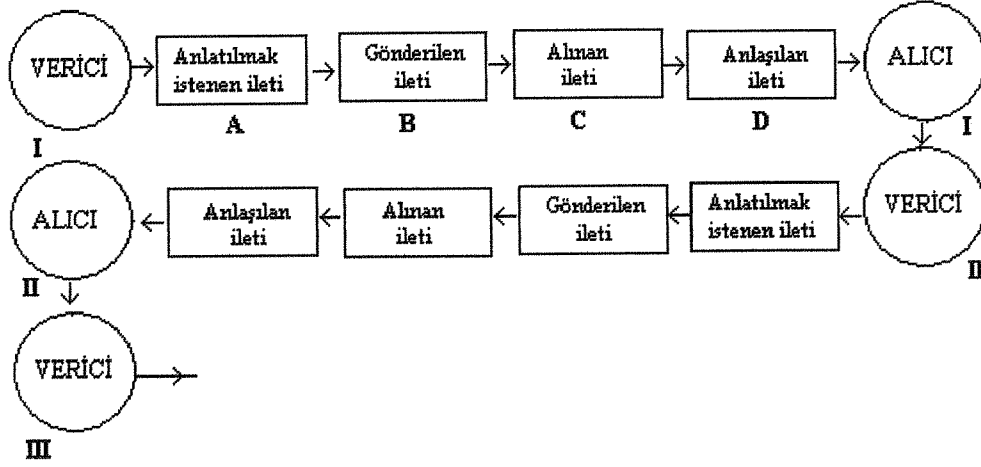 VERİCİ
I
Anlatılmak
istenen ileti
A
Gönderilen
ileti
B
Alınan
ileti
C
Anlaşılan
ileti
D
ALICI
I
VERİCİ
II
Anlatılmak
istenen ileti
Gönderilen
ileti
Alınan
ileti
Anlaşılan
ileti
ALICI
II
VERİCİ
III